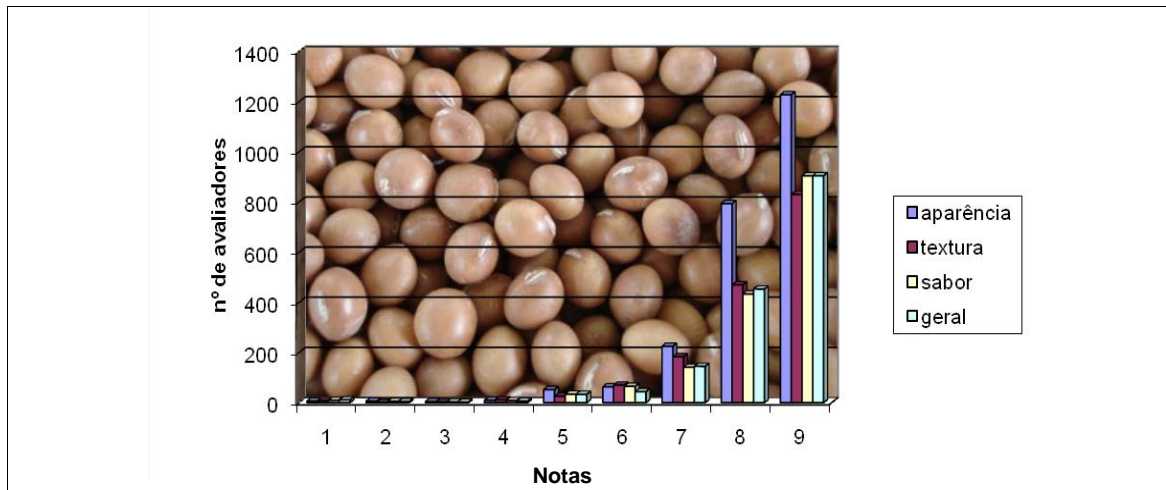 1400
1200
1000
800
600
400
200
0
nº de avaliadores
1 2 3 4 5 6 7 8 9
Notas
aparência
textura
sabor
geral